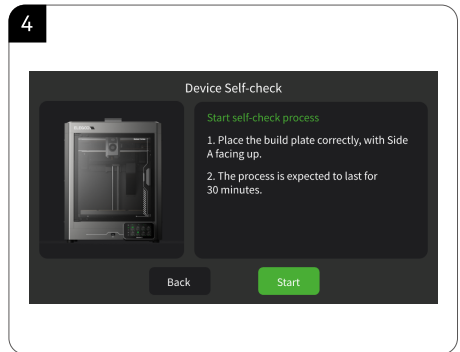 4
Device Self-check
Start self-check process
1. Place the build plate correctly, with Side
A facing up.
2. The process is expected to last for
30 minutes.
Back
Start